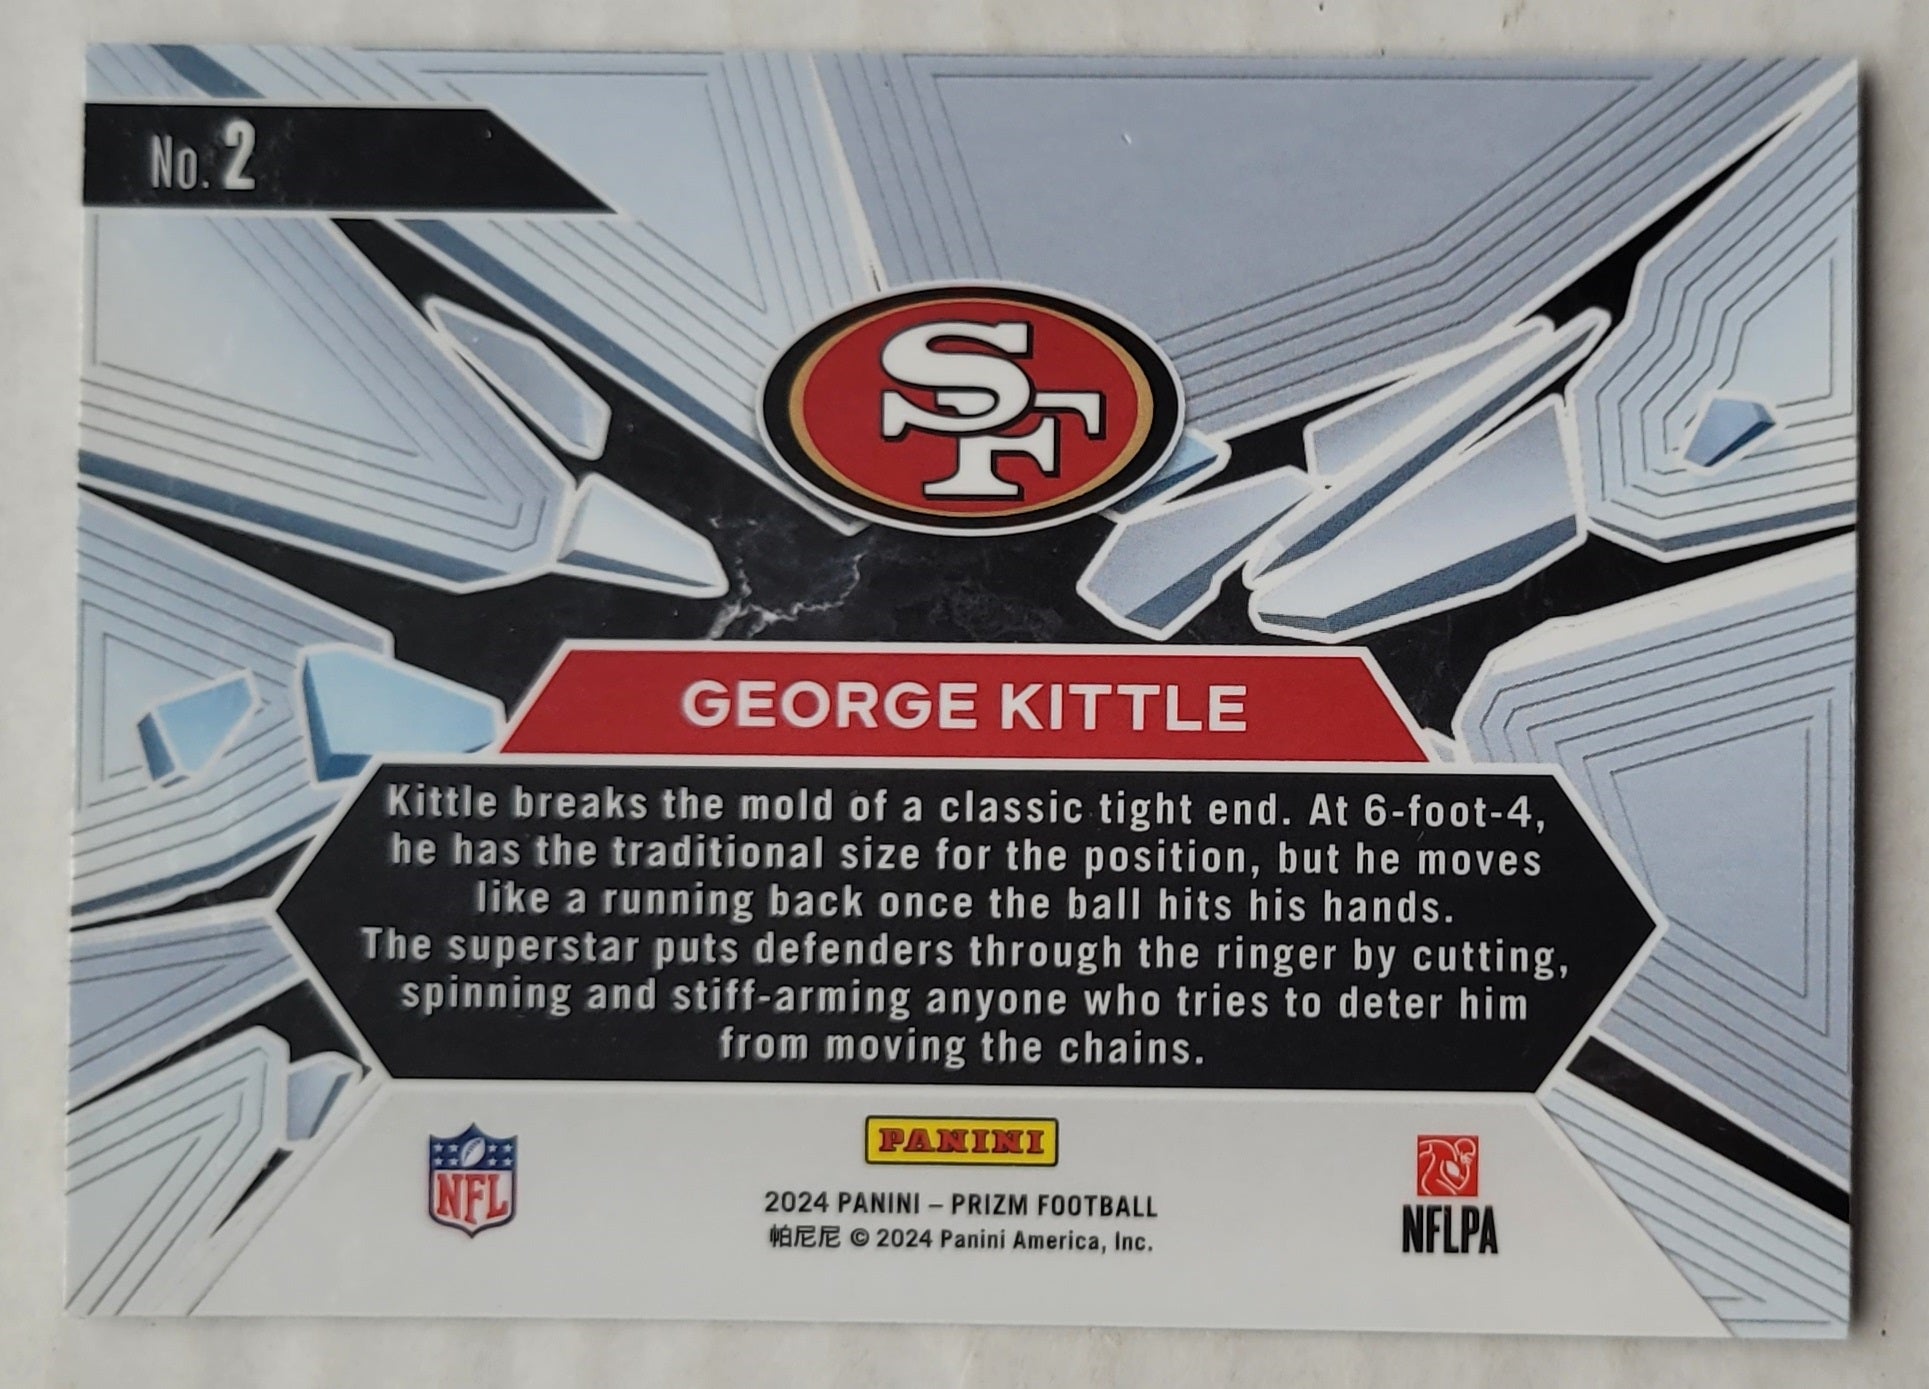 No. 2
SF
GEORGE KITTLE
Kittle breaks the mold of a classic tight end. At 6-foot-4,
he has the traditional size for the position, but he moves
like a running back once the ball hits his hands.
The superstar puts defenders through the ringer by cutting,
spinning and stiff-arming anyone who tries to deter him
from moving the chains.
NFL
PANINI
2024 PANINI – PRIZM FOOTBALL
帕尼尼 © 2024 Panini America, Inc.
NFLPA